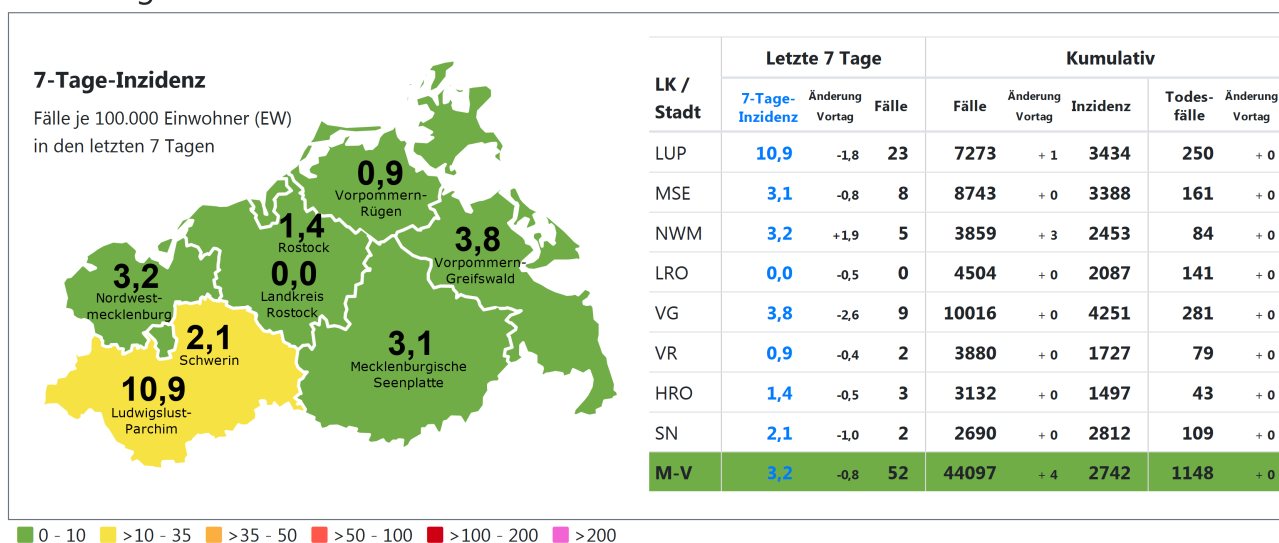 7-Tage-Inzidenz
Fälle je 100.000 Einwohner (EW)
in den letzten 7 Tagen
0,9
Vorpommern-
Rügen
1,4
Rostock
3,8
Vorpommern-
Greifswald
0,0
Landkreis
Rostock
3,2
Nordwest-
mecklenburg
2,1
Schwerin
3,1
Mecklenburgische
Seenplatte
10,9
Ludwigslust-
Parchim
Letzte 7 Tage Kumulativ
LK /
Stadt
7-Tage-
Inzidenz
Änderung
Vortag
Fälle
Fälle
Änderung
Vortag
Inzidenz
Todes-
fälle
Änderung
Vortag
LUP 10,9 -1,8 23 7273 + 1 3434 250 + 0
MSE 3,1 -0,8 8 8743 + 0 3388 161 + 0
NWM 3,2 +1,9 5 3859 + 3 2453 84 + 0
LRO 0,0 -0,5 0 4504 + 0 2087 141 + 0
VG 3,8 -2,6 9 10016 + 0 4251 281 + 0
VR 0,9 -0,4 2 3880 + 0 1727 79 + 0
HRO 1,4 -0,5 3 3132 + 0 1497 43 + 0
SN 2,1 -1,0 2 2690 + 0 2812 109 + 0
M-V 3,2 -0,8 52 44097 + 4 2742 1148 + 0
0 - 10 >10 - 35 >35 - 50 >50 - 100 >100 - 200 >200